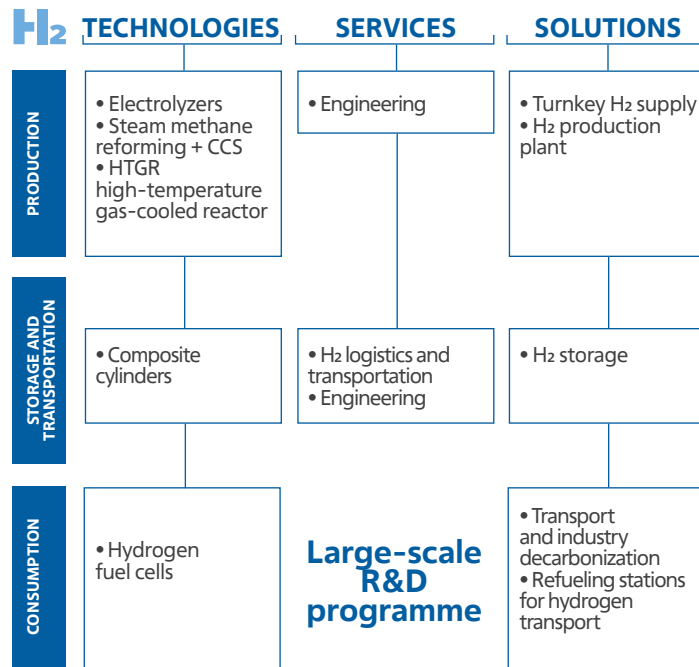 H₂ TECHNOLOGIES SERVICES SOLUTIONS
PRODUCTION
• Electrolyzers
• Steam methane
reforming + CCS
• HTGR
high-temperature
gas-cooled reactor
• Engineering
• Turnkey H₂ supply
• H₂ production
plant
STORAGE AND
TRANSPORTATION
• Composite
cylinders
• H₂ logistics and
transportation
• Engineering
• H₂ storage
CONSUMPTION
• Hydrogen
fuel cells
Large-scale
R&D
programme
• Transport
and industry
decarbonization
• Refueling stations
for hydrogen
transport